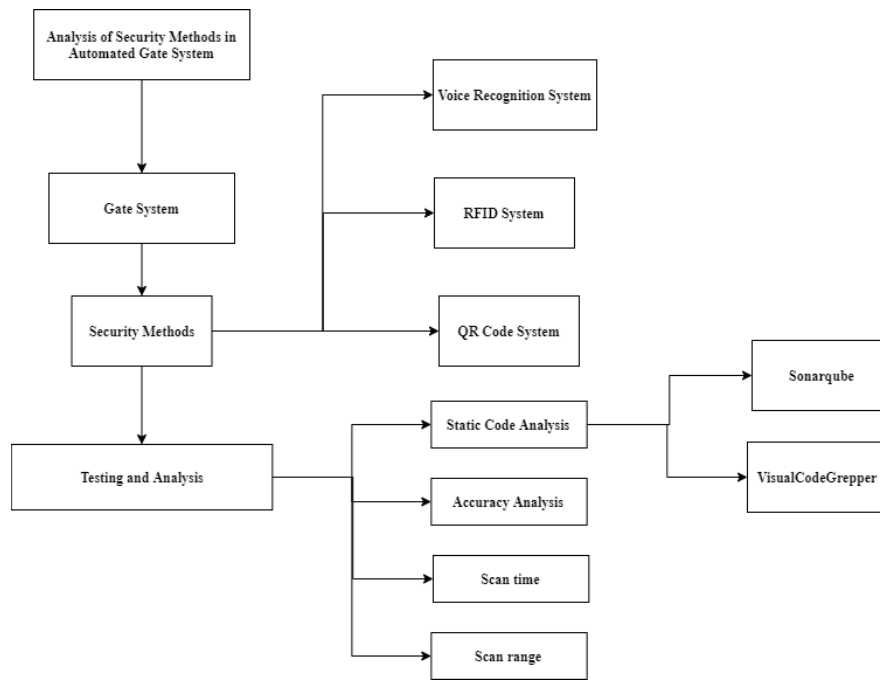 Analysis of Security Methods in
Automated Gate System
Voice Recognition System
Gate System
RFID System
Security Methods
QR Code System
Sonarqube
Static Code Analysis
Testing and Analysis
VisualCodeGrepper
Accuracy Analysis
Scan time
Scan range